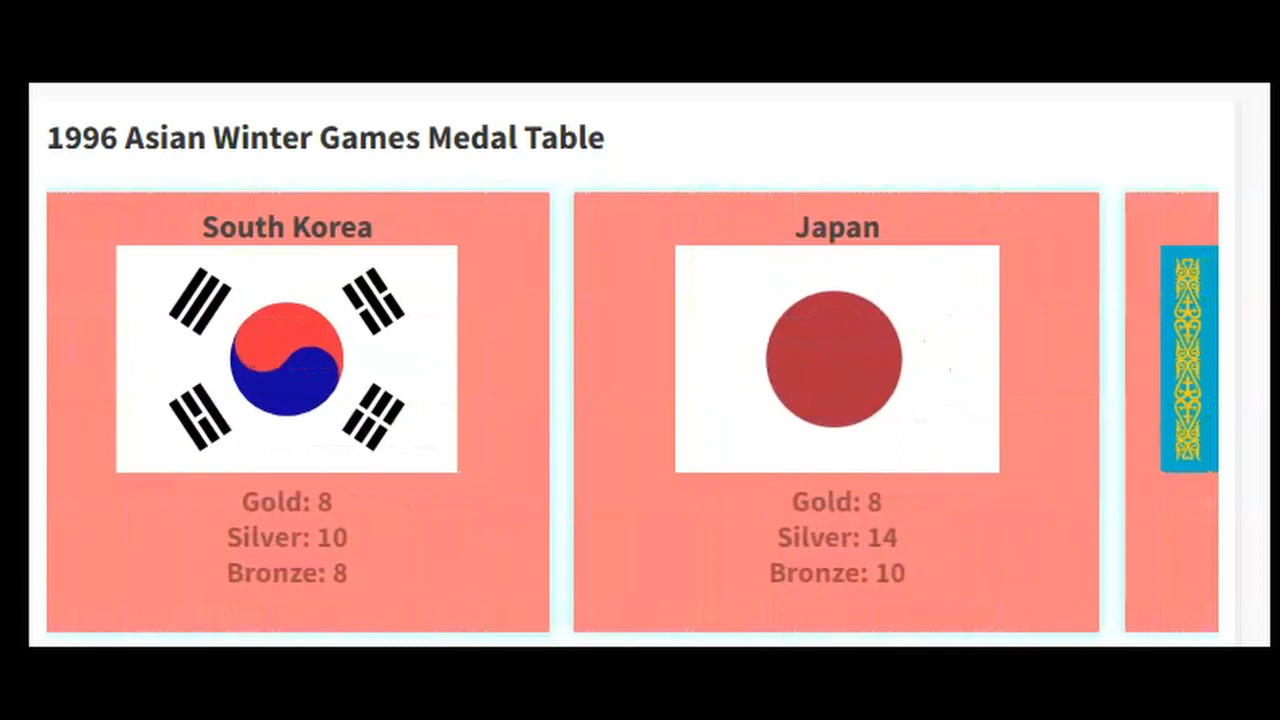 1996 Asian Winter Games Medal Table
South Korea
Gold: 8
Silver: 10
Bronze: 8
Japan
Gold: 8
Silver: 14
Bronze: 10